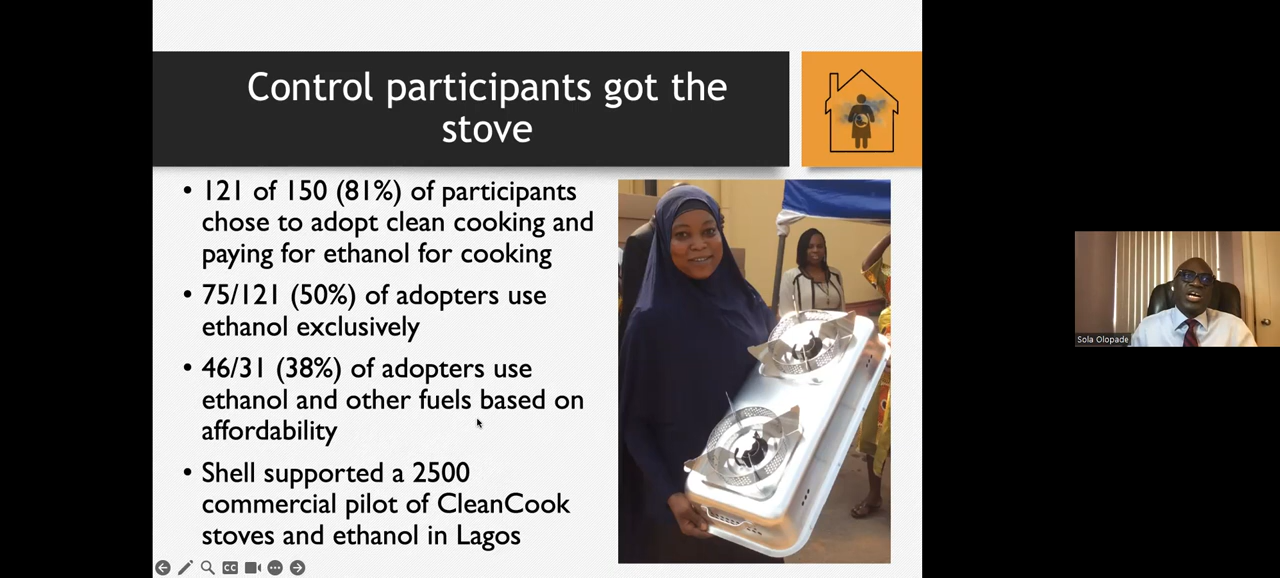 Control participants got the
stove
• 121 of 150 (81%) of participants
chose to adopt clean cooking and
paying for ethanol for cooking
• 75/121 (50%) of adopters use
ethanol exclusively
• 46/31 (38%) of adopters use
ethanol and other fuels based on
affordability
• Shell supported a 2500
commercial pilot of CleanCook
stoves and ethanol in Lagos
CC
Sola Olopade